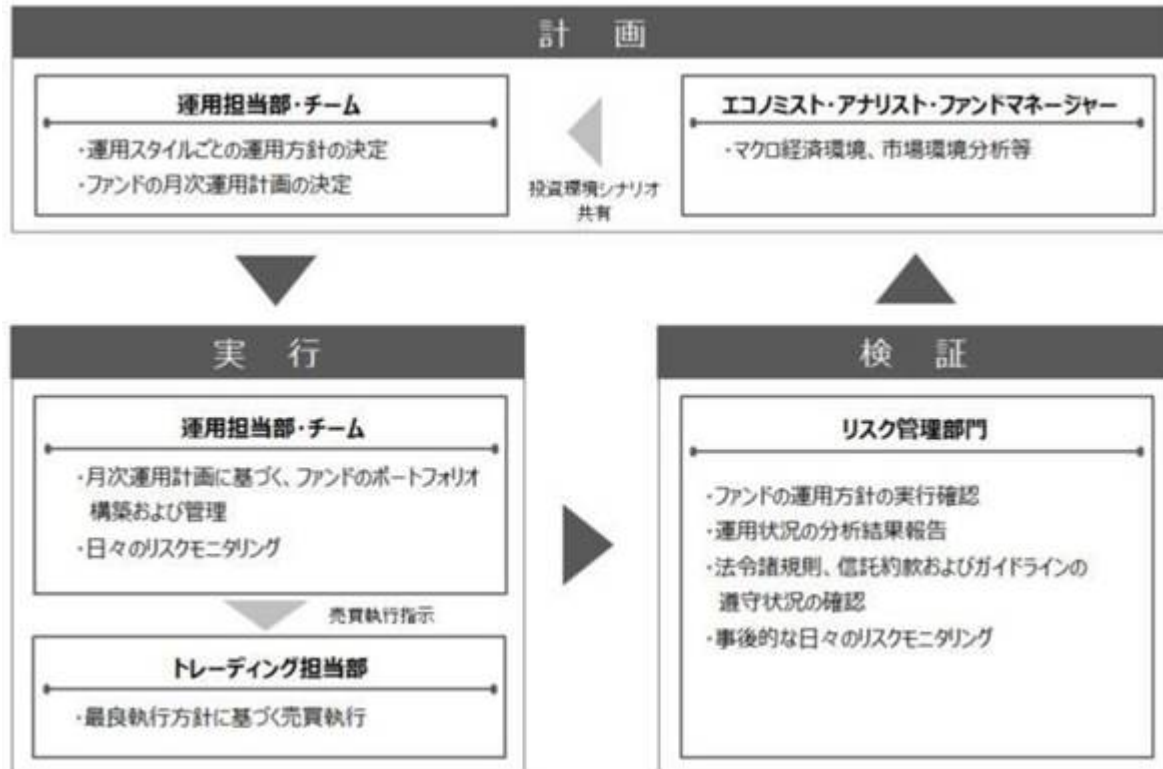 計　画
運用担当部・チーム
・運用スタイルごとの運用方針の決定
・ファンドの月次運用計画の決定
投資環境シナリオ
共有
エコノミスト・アナリスト・ファンドマネージャー
・マクロ経済環境、市場環境分析等
実　行
運用担当部・チーム
・月次運用計画に基づく、ファンドのポートフォリオ
構築および管理
・日々のリスクモニタリング
売買執行指示
トレーディング担当部
・最良執行方針に基づく売買執行
検　証
リスク管理部門
・ファンドの運用方針の実行確認
・運用状況の分析結果報告
・法令諸規則、信託約款およびガイドラインの
遵守状況の確認
・事後的な日々のリスクモニタリング